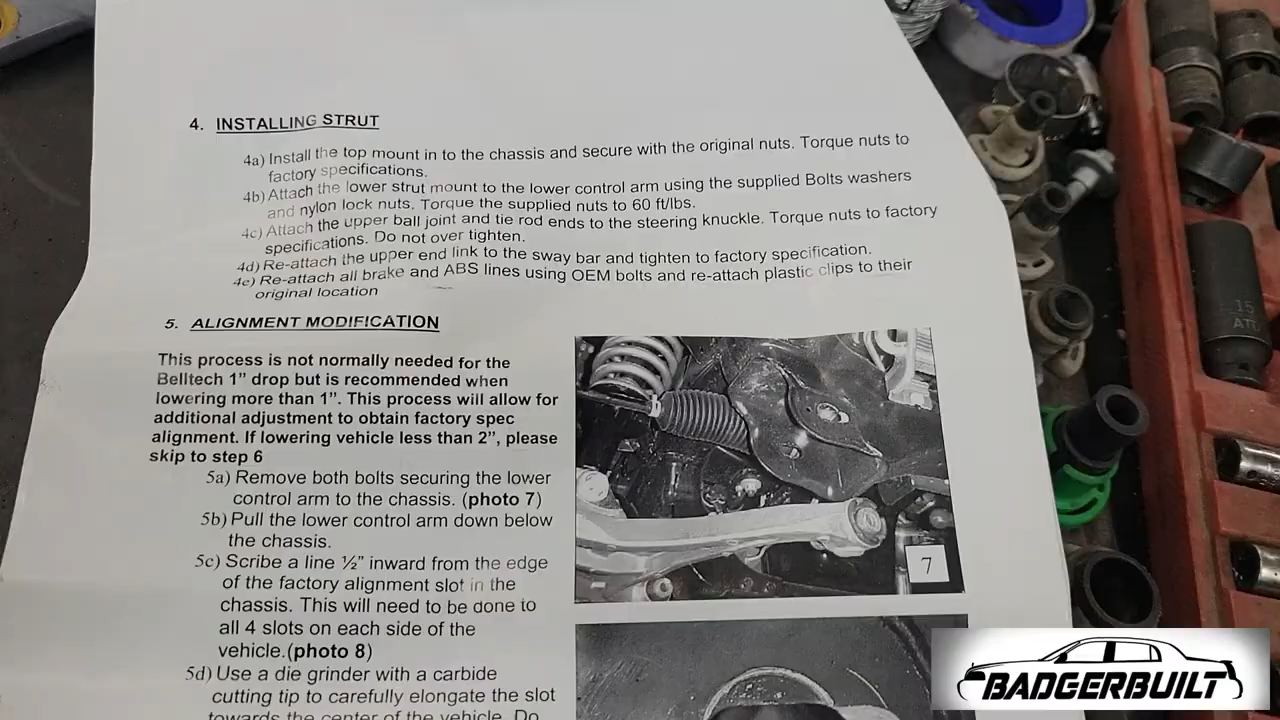 4. INSTALLING STRUT
4a) Install the top mount in to the chassis and secure with the original nuts. Torque nuts to
factory specifications.
4b) Attach the lower strut mount to the lower control arm using the supplied Bolts washers
and nylon lock nuts. Torque the supplied nuts to 60 ft/lbs.
4c) Attach the upper ball joint and tie rod ends to the steering knuckle. Torque nuts to factory
specifications. Do not over tighten.
4d) Re-attach the upper end link to the sway bar and tighten to factory specification.
4e) Re-attach all brake and ABS lines using OEM bolts and re-attach plastic clips to their
original location
5. ALIGNMENT MODIFICATION
This process is not normally needed for the
Belltech 1” drop but is recommended when
lowering more than 1”. This process will allow for
additional adjustment to obtain factory spec
alignment. If lowering vehicle less than 2”, please
skip to step 6
5a) Remove both bolts securing the lower
control arm to the chassis. (photo 7)
5b) Pull the lower control arm down below
the chassis.
5c) Scribe a line ½” inward from the edge
of the factory alignment slot in the
chassis. This will need to be done to
all 4 slots on each side of the
vehicle.(photo 8)
5d) Use a die grinder with a carbide
cutting tip to carefully elongate the slot
towards the center of the vehicle. Do
7
15
BADGERBUILT